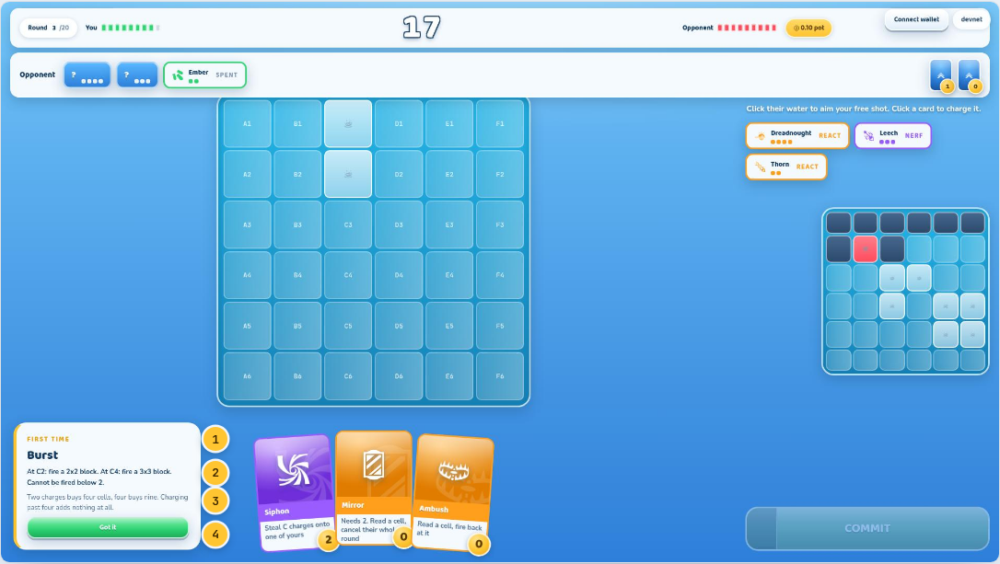 Round 3 /20
You
17
Opponent
0.10 pot
Connect wallet
devnet
Opponent
?
?
Ember
SPENT
1
0
Click their water to aim your free shot. Click a card to charge it.
Dreadnought
REACT
Leech
NERF
Thorn
REACT
A1 B1 D1 E1 F1
A2 B2 D2 E2 F2
A3 B3 C3 D3 E3 F3
A4 B4 C4 D4 E4 F4
A5 B5 C5 D5 E5 F5
A6 B6 C6 D6 E6 F6
FIRST TIME
Burst
At C2: fire a 2x2 block. At C4: fire a 3x3 block.
Cannot be fired below 2.
Two charges buys four cells, four buys nine. Charging
past four adds nothing at all.
Got it
1
2
3
4
Siphon
Steal C charges onto
one of yours
2
Mirror
Needs 2. Read a cell,
cancel their
round
0
Ambush
Read a cell, fire back
at it
0
COMMIT